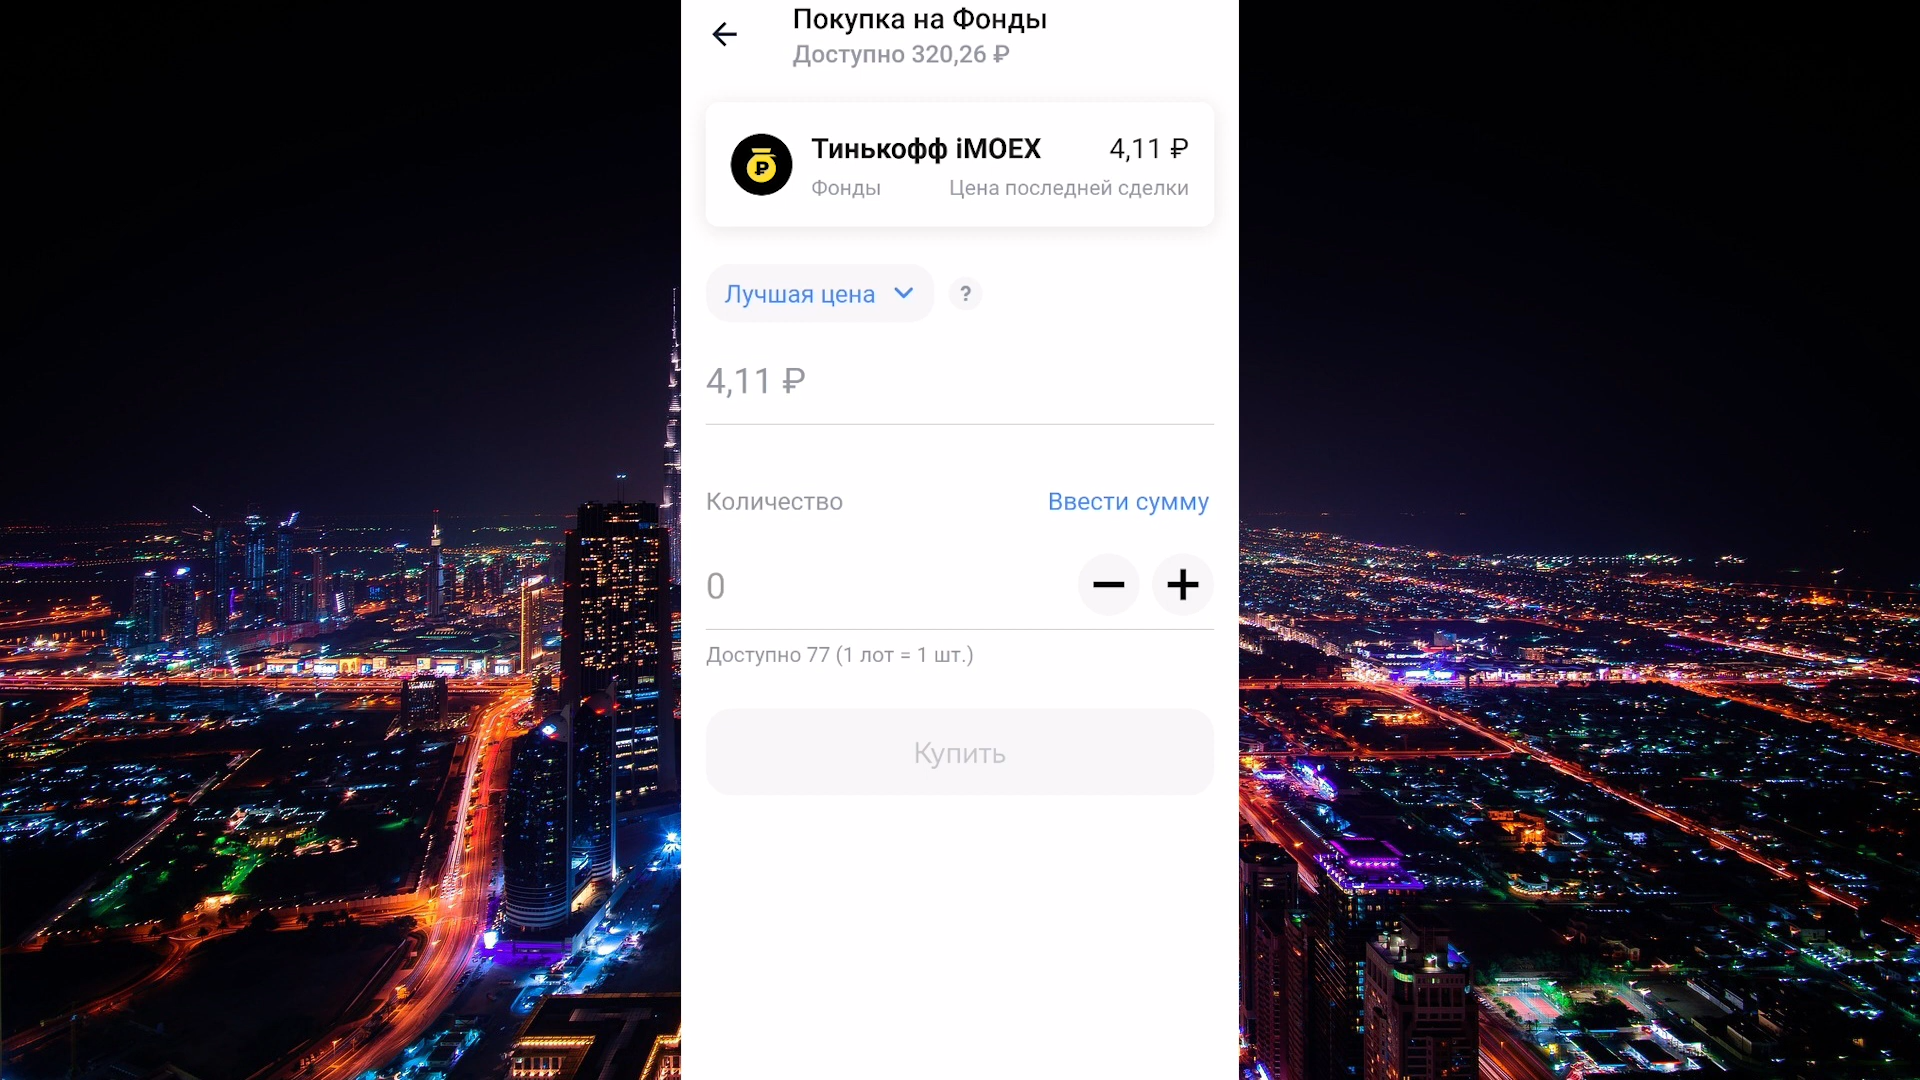 Покупка на Фонды
Доступно 320,26 ₽
Тинькофф iMOEX 4,11 ₽
Фонды Цена последней сделки
Лучшая цена ?
4,11 ₽
Количество Ввести сумму
0
Доступно 77 (1 лот = 1 шт.)
Купить